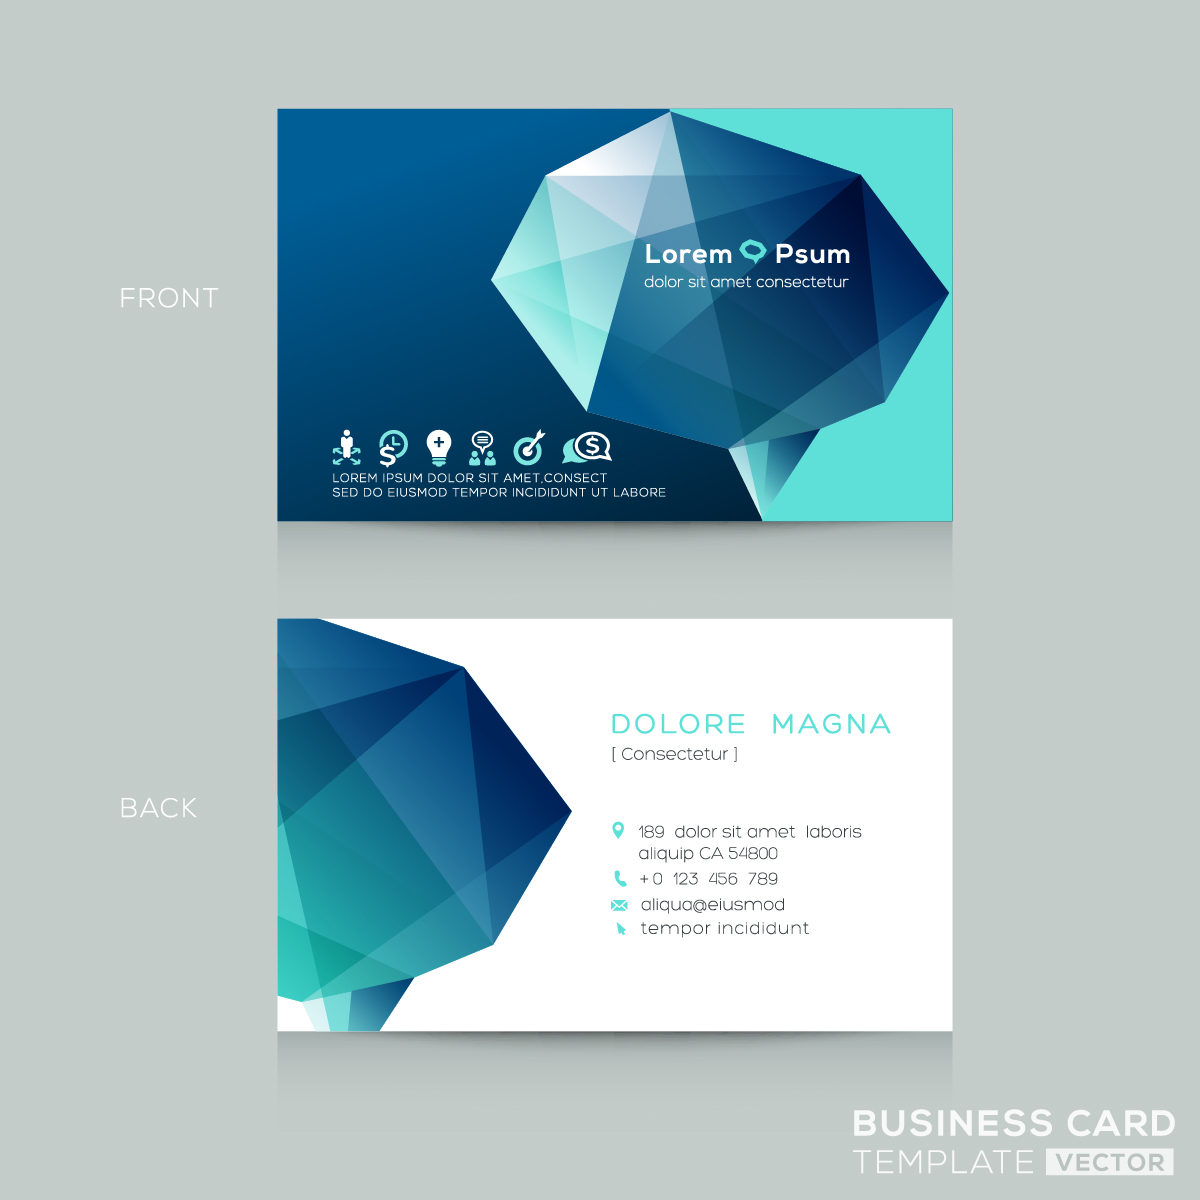 FRONT
Lorem Psum
dolor sit amet consectetur
LOREM IPSUM DOLOR SIT AMET,CONSECT
SED DO EIUSMOD TEMPOR INCIDIDUNT UT LABORE
BACK
DOLORE MAGNA
[ Consectetur ]
189 dolor sit amet laboris
aliquip CA 54800
+0 123 456 789
aliqua@eiusmod
tempor incididunt
BUSINESS CARD
TEMPLATE VECTOR